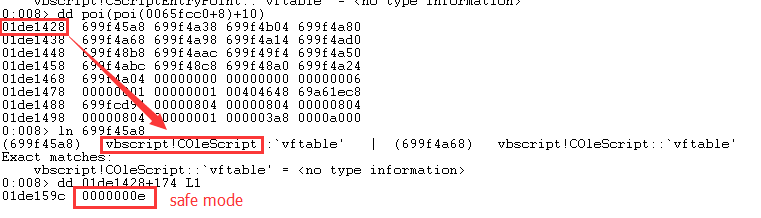 vbscript!CScriptEntryPoint::`vftable' = <no type information>
0:008> dd poi(poi(0065fcc0+8)+10)
01de1428 699f45a8 699f4a38 699f4b04 699f4a80
01de1438 699f4a68 699f4a98 699f4a14 699f4ad0
01de1448 699f48b8 699f4aac 699f49f4 699f4a50
01de1458 699f4abc 699f48c8 699f48a0 699f4a24
01de1468 699f4a04 00000000 00000000 00000000
01de1478 00000001 00000001 00404648 69a61ec8
01de1488 699fcd94 00000804 00000804 00000804
01de1498 00000804 00000001 000003a8 0000a000
0:008> ln 699f45a8
(699f45a8) vbscript!COleScript::`vftable' | (699f4a68) vbscript!COleScript::`vftable'
Exact matches:
vbscript!COleScript::`vftable' = <no type information>
0:008> dd 01de1428+174 L1
01de159c 0000000e safe mode